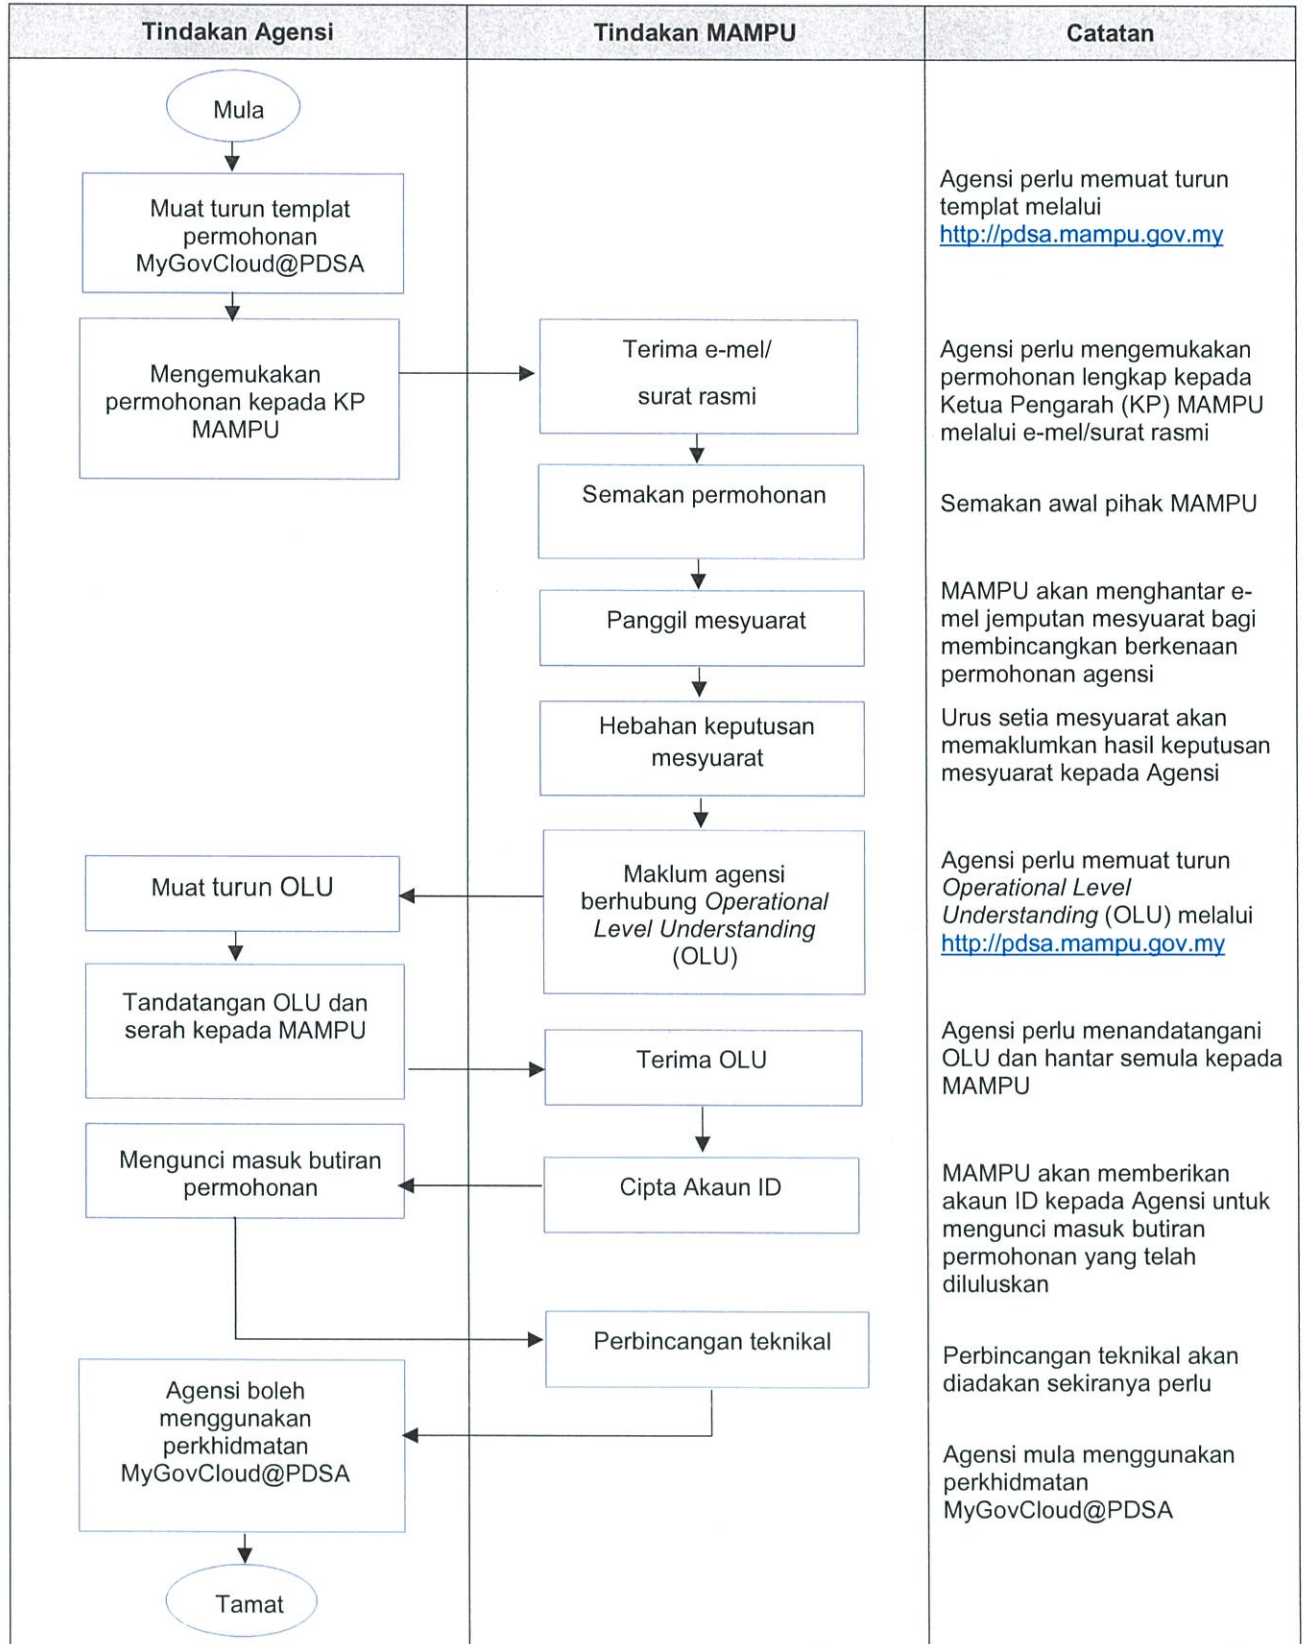 Tindakan Agensi
Tindakan MAMPU
Catatan
Mula
Muat turun templat
permohonan
MyGovCloud@PDSA
Agensi perlu memuat turun
templat melalui
http://pdsa.mampu.gov.my
Mengemukakan
permohonan kepada KP
MAMPU
Terima e-mel/
surat rasmi
Agensi perlu mengemukakan
permohonan lengkap kepada
Ketua Pengarah (KP) MAMPU
melalui e-mel/surat rasmi
Semakan permohonan
Semakan awal pihak MAMPU
Panggil mesyuarat
MAMPU akan menghantar e-
mel jemputan mesyuarat bagi
membincangkan berkenaan
permohonan agensi
Hebahan keputusan
mesyuarat
Urus setia mesyuarat akan
memaklumkan hasil keputusan
mesyuarat kepada Agensi
Maklum agensi
berhubung Operational
Level Understanding
(OLU)
Muat turun OLU
Agensi perlu memuat turun
Operational Level
Understanding (OLU) melalui
http://pdsa.mampu.gov.my
Tandatangan OLU dan
serah kepada MAMPU
Terima OLU
Agensi perlu menandatangani
OLU dan hantar semula kepada
MAMPU
Mengunci masuk butiran
permohonan
Cipta Akaun ID
MAMPU akan memberikan
akaun ID kepada Agensi untuk
mengunci masuk butiran
permohonan yang telah
diluluskan
Perbincangan teknikal
Perbincangan teknikal akan
diadakan sekiranya perlu
Agensi boleh
menggunakan
perkhidmatan
MyGovCloud@PDSA
Agensi mula menggunakan
perkhidmatan
MyGovCloud@PDSA
Tamat